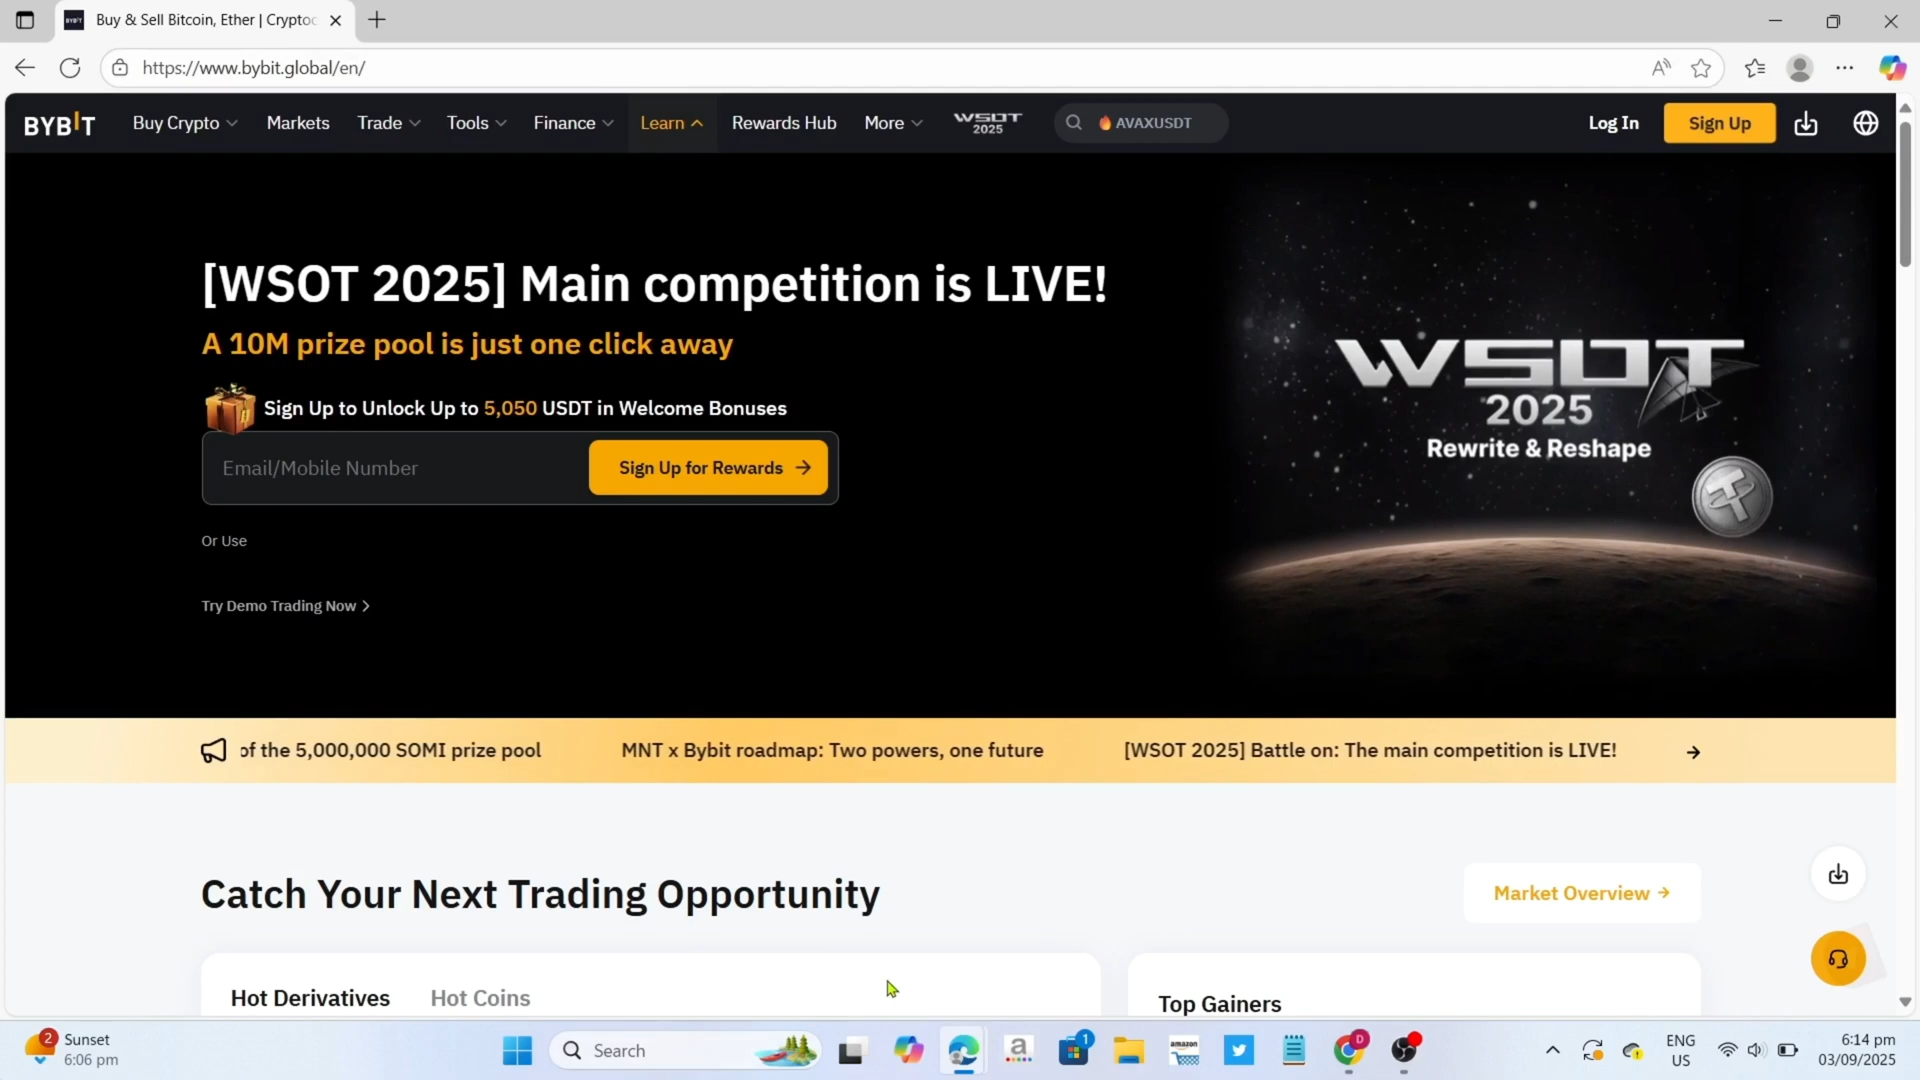 Buy & Sell Bitcoin, Ether | Cryptoc
https://www.bybit.global/en/
BYBIT
Buy Crypto
Markets
Trade
Tools
Finance
Learn
Rewards Hub
More
WSOT
2025
AVAXUSDT
Log In
Sign Up
[WSOT 2025] Main competition is LIVE!
A 10M prize pool is just one click away
Sign Up to Unlock Up to 5,050 USDT in Welcome Bonuses
Email/Mobile Number
Sign Up for Rewards
Or Use
Try Demo Trading Now
WSOT
2025
Rewrite & Reshape
of the 5,000,000 SOMI prize pool
MNT x Bybit roadmap: Two powers, one future
[WSOT 2025] Battle on: The main competition is LIVE!
Catch Your Next Trading Opportunity
Market Overview
Hot Derivatives
Hot Coins
Top Gainers
2
Sunset
6:06 pm
Search
a
1
amazon
D
ENG
US
6:14 pm
03/09/2025